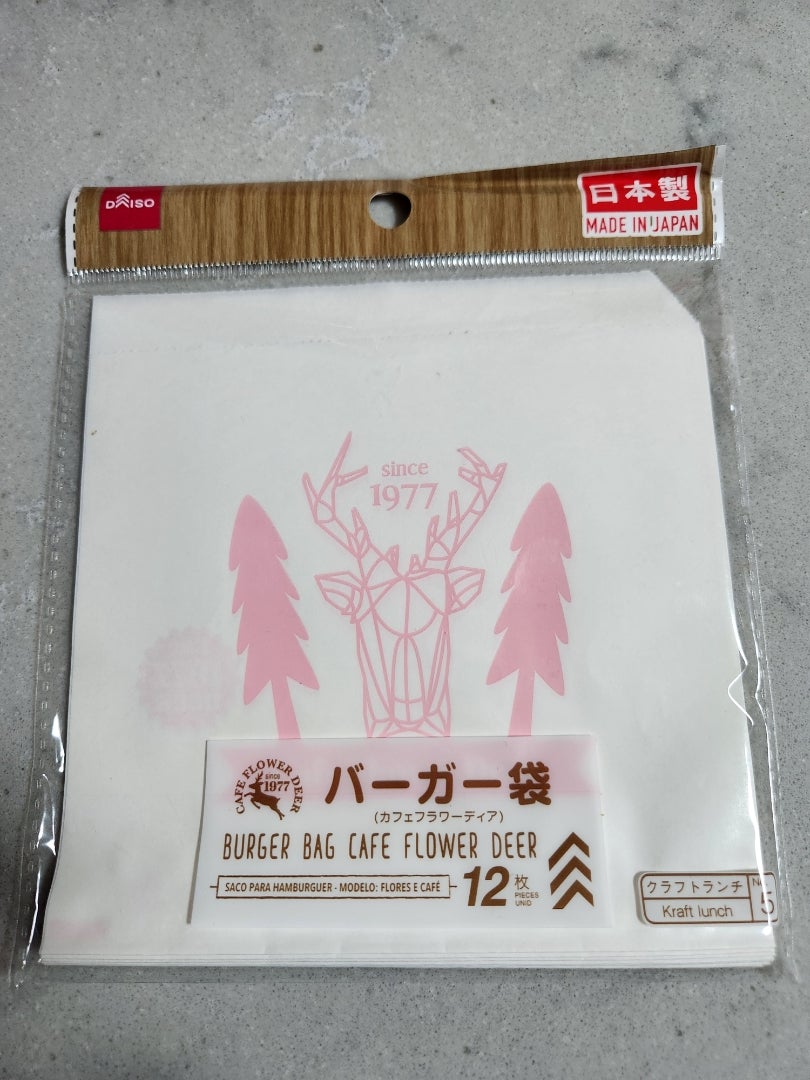 DAISO
日本製
MADE IN JAPAN
since
1977
CAFE FLOWER DEER
since
1977
バーガー袋
(カフェフラワーディア)
BURGER BAG CAFE FLOWER DEER
SACO PARA HAMBURGUER - MODELO: FLORES E CAFÉ
12枚
PIECES
UNID
クラフトランチ
Kraft lunch
No
5